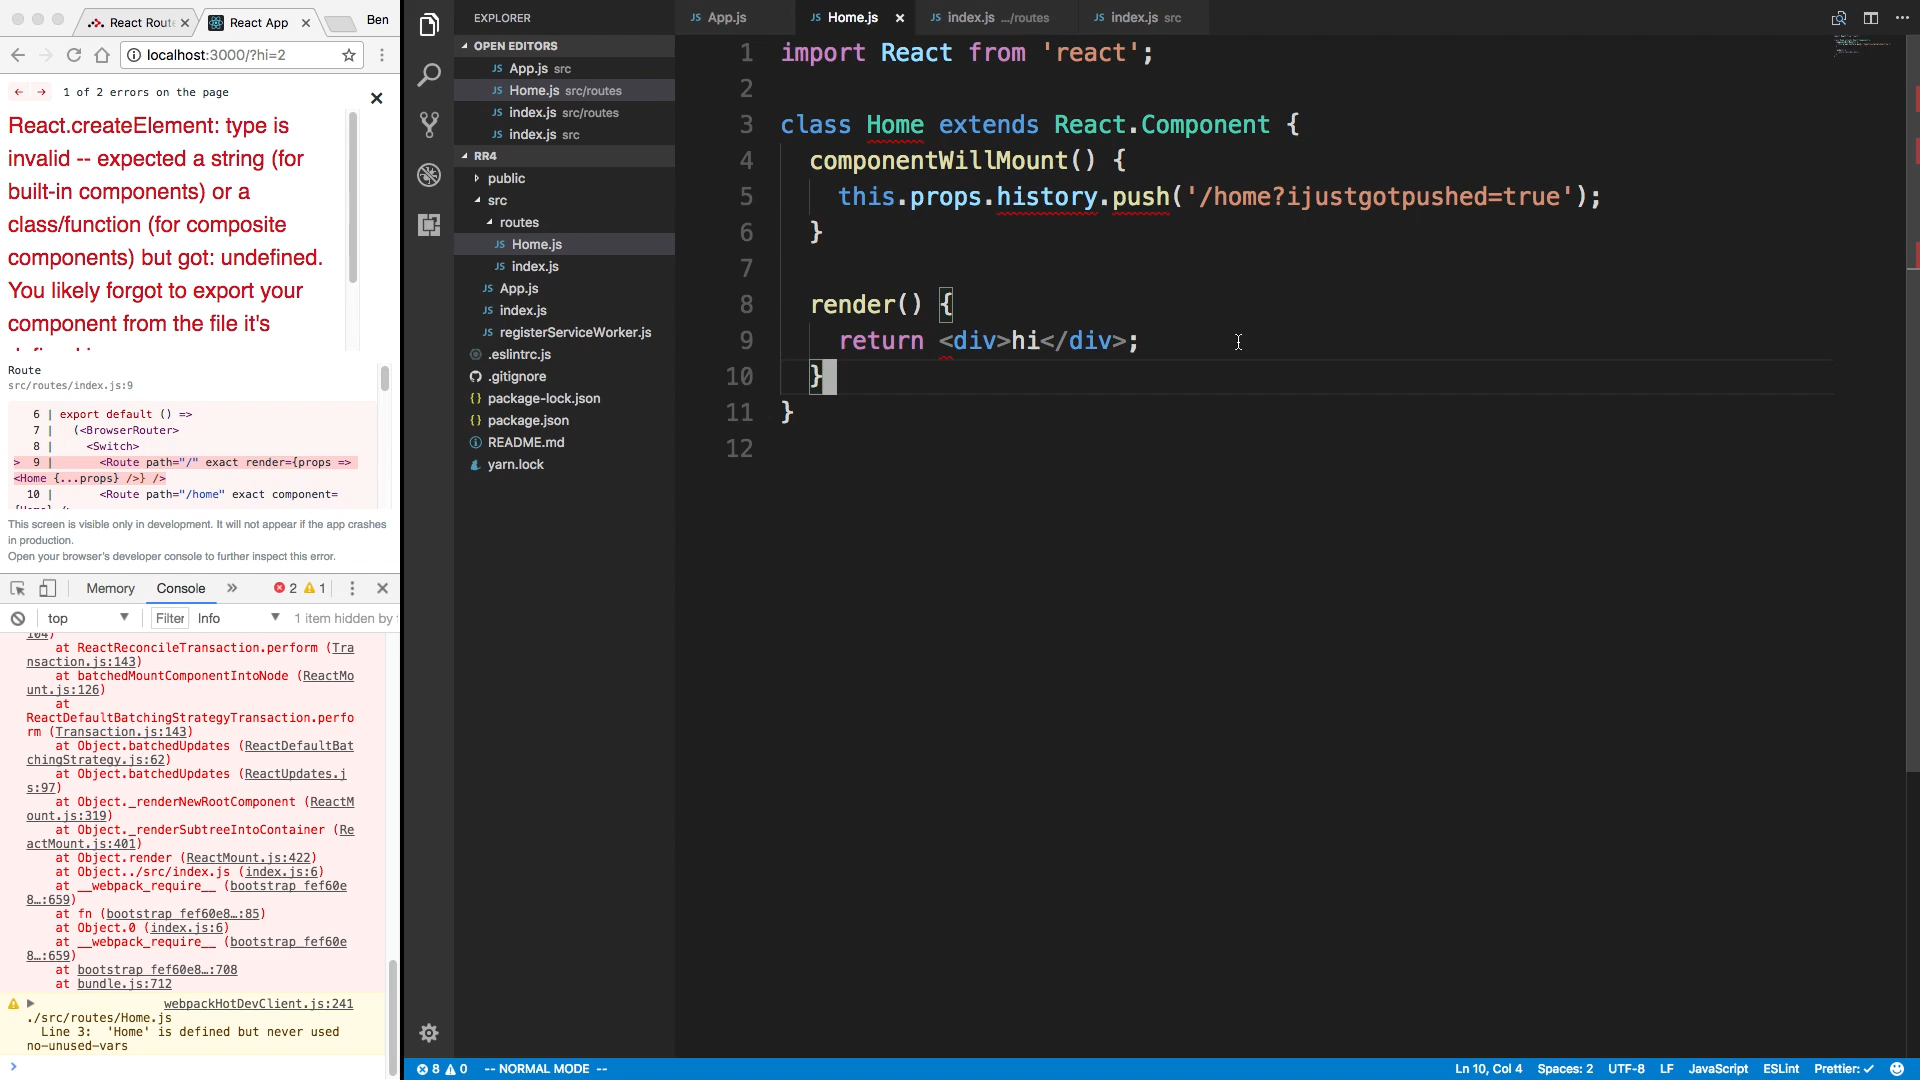 React Route
React App
Ben
localhost:3000/?hi=2
1 of 2 errors on the page
React.createElement: type is
invalid -- expected a string (for
built-in components) or a
class/function (for composite
components) but got: undefined.
You likely forgot to export your
component from the file it's
Route
src/routes/index.js:9
6 | export default () =>
7 | (<BrowserRouter>
8 | <Switch>
> 9 | <Route path="/" exact render={props =>
<Home {...props} />} />
10 | <Route path="/home" exact component=
This screen is visible only in development. It will not appear if the app crashes
in production.
Open your browser's developer console to further inspect this error.
Memory Console » 2 1
top Filter Info 1 item hidden by
104)
at ReactReconcileTransaction.perform (Tra
nsaction.js:143)
at batchedMountComponentIntoNode (ReactMo
unt.js:126)
at
ReactDefaultBatchingStrategyTransaction.perfo
rm (Transaction.js:143)
at Object.batchedUpdates (ReactDefaultBat
chingStrategy.js:62)
at Object.batchedUpdates (ReactUpdates.j
s:97)
at Object._renderNewRootComponent (ReactM
ount.js:319)
at Object._renderSubtreeIntoContainer (Re
actMount.js:401)
at Object.render (ReactMount.js:422)
at Object../src/index.js (index.js:6)
at __webpack_require__ (bootstrap fef60e
8…:659)
at fn (bootstrap fef60e8…:85)
at Object.0 (index.js:6)
at __webpack_require__ (bootstrap fef60e
8…:659)
at bootstrap fef60e8…:708
at bundle.js:712
webpackHotDevClient.js:241
./src/routes/Home.js
Line 3: 'Home' is defined but never used
no-unused-vars
EXPLORER
OPEN EDITORS
JS App.js src
JS Home.js src/routes
JS index.js src/routes
JS index.js src
RR4
public
src
routes
JS Home.js
JS index.js
JS App.js
JS index.js
JS registerServiceWorker.js
.eslintrc.js
.gitignore
{} package-lock.json
{} package.json
README.md
yarn.lock
JS App.js
JS Home.js
JS index.js .../routes
JS index.js src
1 import React from 'react';
2
3 class Home extends React.Component {
4 componentWillMount() {
5 this.props.history.push('/home?ijustgotpushed=true');
6 }
7
8 render() {
9 return <div>hi</div>;
10 }
11 }
12
8 0 -- NORMAL MODE --
Ln 10, Col 4 Spaces: 2 UTF-8 LF JavaScript ESLint Prettier: ✓